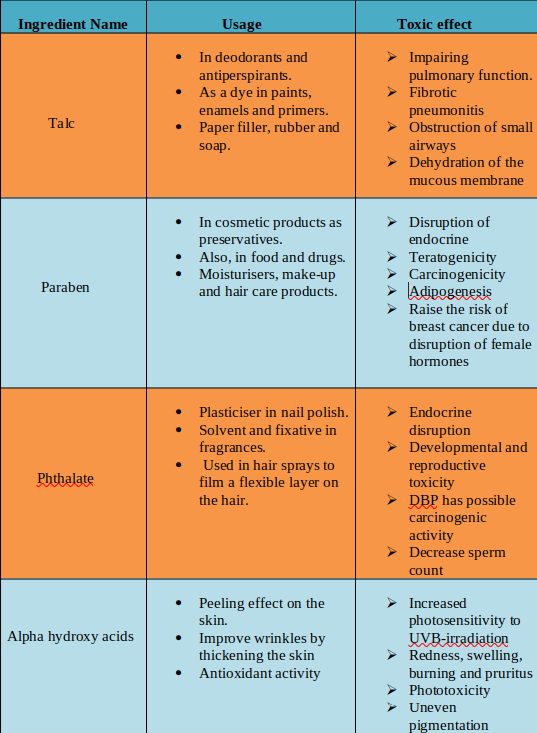 Ingredient Name Usage Toxic effect
Talc
• In deodorants and
antiperspirants.
• As a dye in paints,
enamels and primers.
• Paper filler, rubber and
soap.
➢ Impairing
pulmonary function.
➢ Fibrotic
pneumonitis
➢ Obstruction of small
airways
➢ Dehydration of the
mucous membrane
Paraben
• In cosmetic products as
preservatives.
• Also, in food and drugs.
• Moisturisers, make-up
and hair care products.
➢ Disruption of
endocrine
➢ Teratogenicity
➢ Carcinogenicity
➢ Adipogenesis
➢ Raise the risk of
breast cancer due to
disruption of female
hormones
Phthalate
• Plasticiser in nail polish.
• Solvent and fixative in
fragrances.
• Used in hair sprays to
film a flexible layer on
the hair.
➢ Endocrine
disruption
➢ Developmental and
reproductive
toxicity
➢ DBP has possible
carcinogenic
activity
➢ Decrease sperm
count
Alpha hydroxy acids
• Peeling effect on the
skin.
• Improve wrinkles by
thickening the skin
• Antioxidant activity
➢ Increased
photosensitivity to
UVB-irradiation
➢ Redness, swelling,
burning and pruritus
➢ Phototoxicity
➢ Uneven
pigmentation